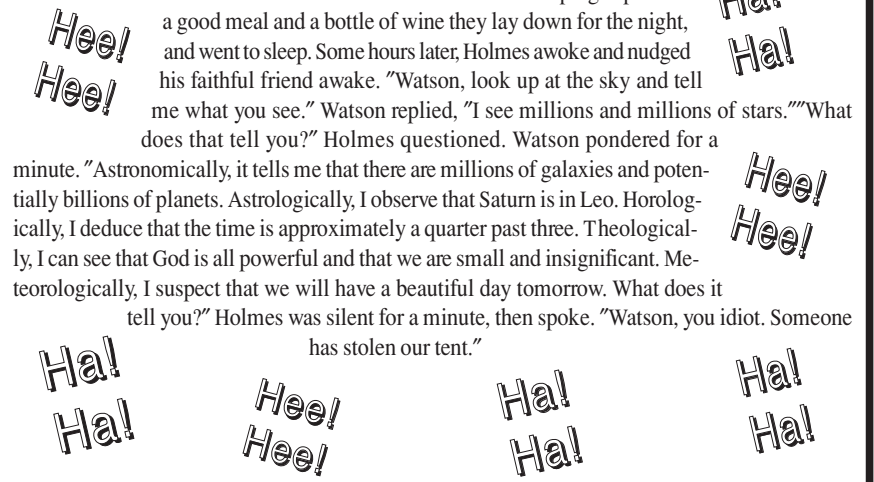 Ha!
a good meal and a bottle of wine they lay down for the night,
Hee!
and went to sleep. Some hours later, Holmes awoke and nudged
Ha!
Hee!
his faithful friend awake. ″Watson, look up at the sky and tell
me what you see.″ Watson replied, ″I see millions and millions of stars.″″What
does that tell you?″ Holmes questioned. Watson pondered for a
minute. ″Astronomically, it tells me that there are millions of galaxies and poten-
Hee!
tially billions of planets. Astrologically, I observe that Saturn is in Leo. Horolog-
ically, I deduce that the time is approximately a quarter past three. Theological-
Hee!
ly, I can see that God is all powerful and that we are small and insignificant. Me-
teorologically, I suspect that we will have a beautiful day tomorrow. What does it
tell you?″ Holmes was silent for a minute, then spoke. ″Watson, you idiot. Someone
has stolen our tent.″
Ha!
Ha!
Hee!
Hee!
Ha!
Ha!
Ha!
Ha!